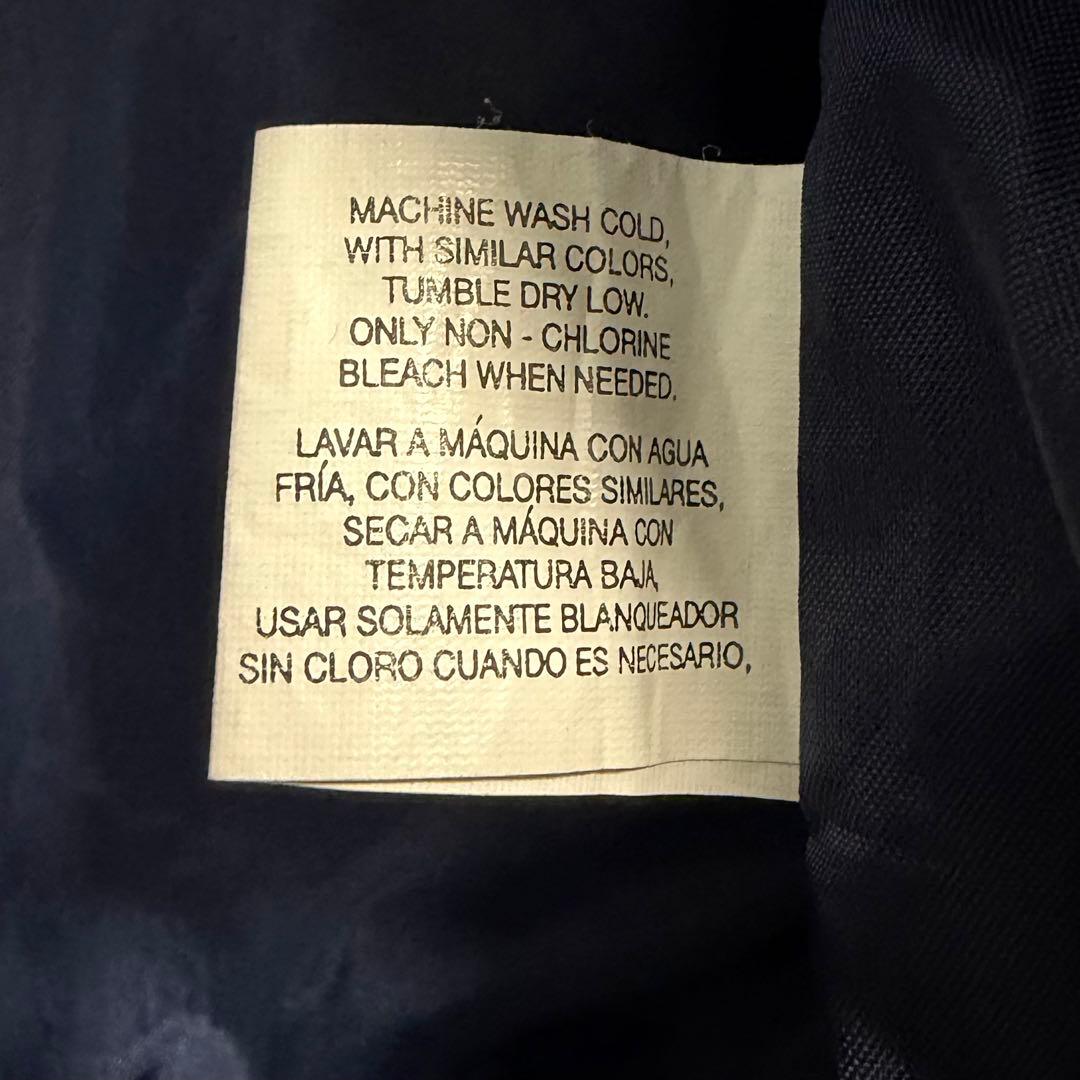 MACHINE WASH COLD,
WITH SIMILAR COLORS,
TUMBLE DRY LOW.
ONLY NON - CHLORINE
BLEACH WHEN NEEDED.
LAVAR A MÁQUINA CON AGUA
FRÍA, CON COLORES SIMILARES,
SECAR A MÁQUINA CON
TEMPERATURA BAJA,
USAR SOLAMENTE BLANQUEADOR
SIN CLORO CUANDO ES NECESARIO,